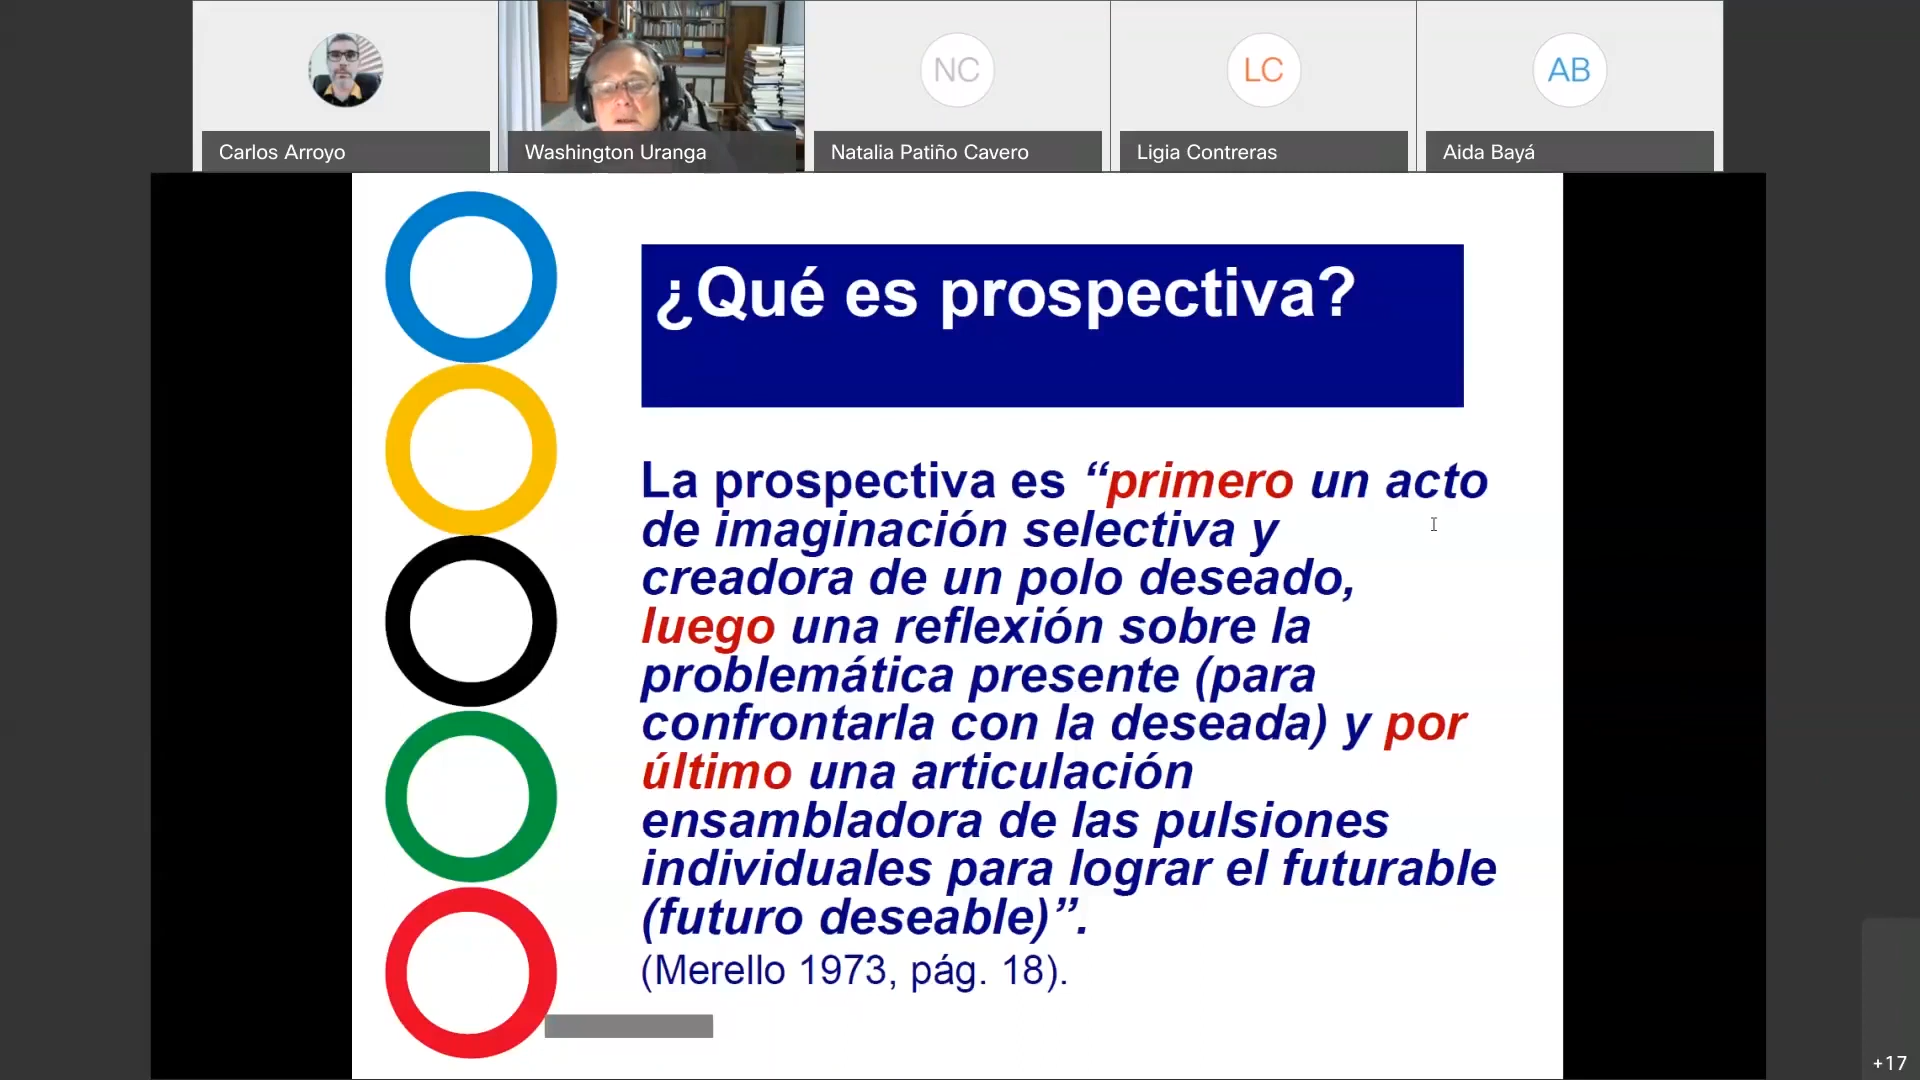 NC
LC
AB
Carlos Arroyo
Washington Uranga
Natalia Patiño Cavero
Ligia Contreras
Aida Bayá
¿Qué es prospectiva?
La prospectiva es “primero un acto
de imaginación selectiva y
creadora de un polo deseado,
luego una reflexión sobre la
problemática presente (para
confrontarla con la deseada) y por
último una articulación
ensambladora de las pulsiones
individuales para lograr el futurable
(futuro deseable)”.
(Merello 1973, pág. 18).
+17